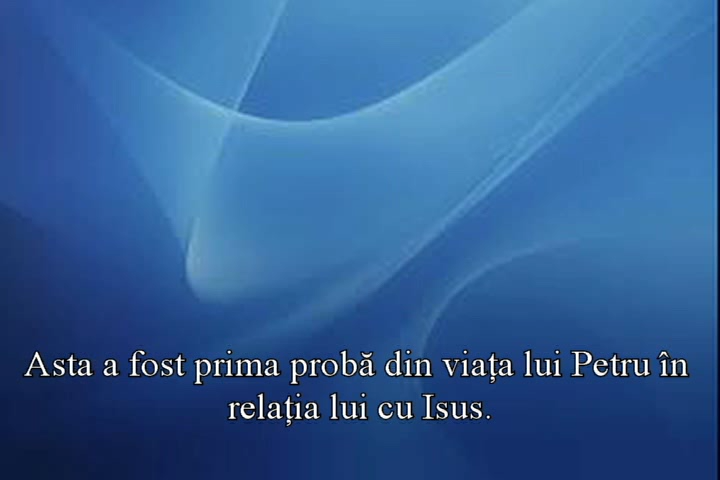 Asta a fost prima probă din viața lui Petru în
relația lui cu Isus.